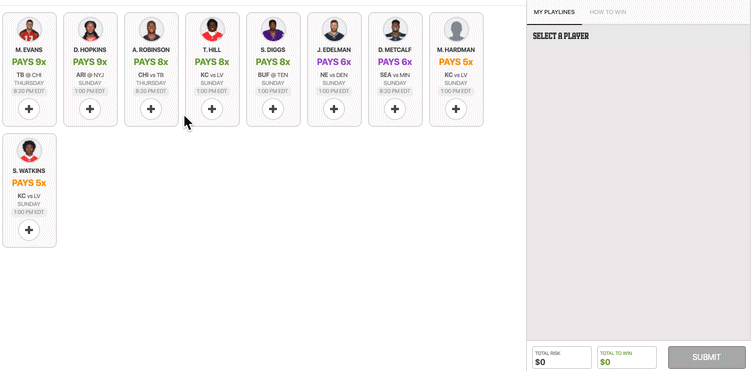 M. EVANS
PAYS 9x
TB @ CHI
THURSDAY
8:20 PM EDT
D. HOPKINS
PAYS 9x
ARI @ NYJ
SUNDAY
1:00 PM EDT
A. ROBINSON
PAYS 8x
CHI vs TB
THURSDAY
8:20 PM EDT
T. HILL
PAYS 8x
KC vs LV
SUNDAY
1:00 PM EDT
S. DIGGS
PAYS 8x
BUF @ TEN
SUNDAY
1:00 PM EDT
J. EDELMAN
PAYS 6x
NE vs DEN
SUNDAY
1:00 PM EDT
D. METCALF
PAYS 6x
SEA vs MIN
SUNDAY
8:20 PM EDT
M. HARDMAN
PAYS 5x
KC vs LV
SUNDAY
1:00 PM EDT
S. WATKINS
PAYS 5x
KC vs LV
SUNDAY
1:00 PM EDT
MY PLAYLINES
HOW TO WIN
SELECT A PLAYER
TOTAL RISK
$0
TOTAL TO WIN
$0
SUBMIT